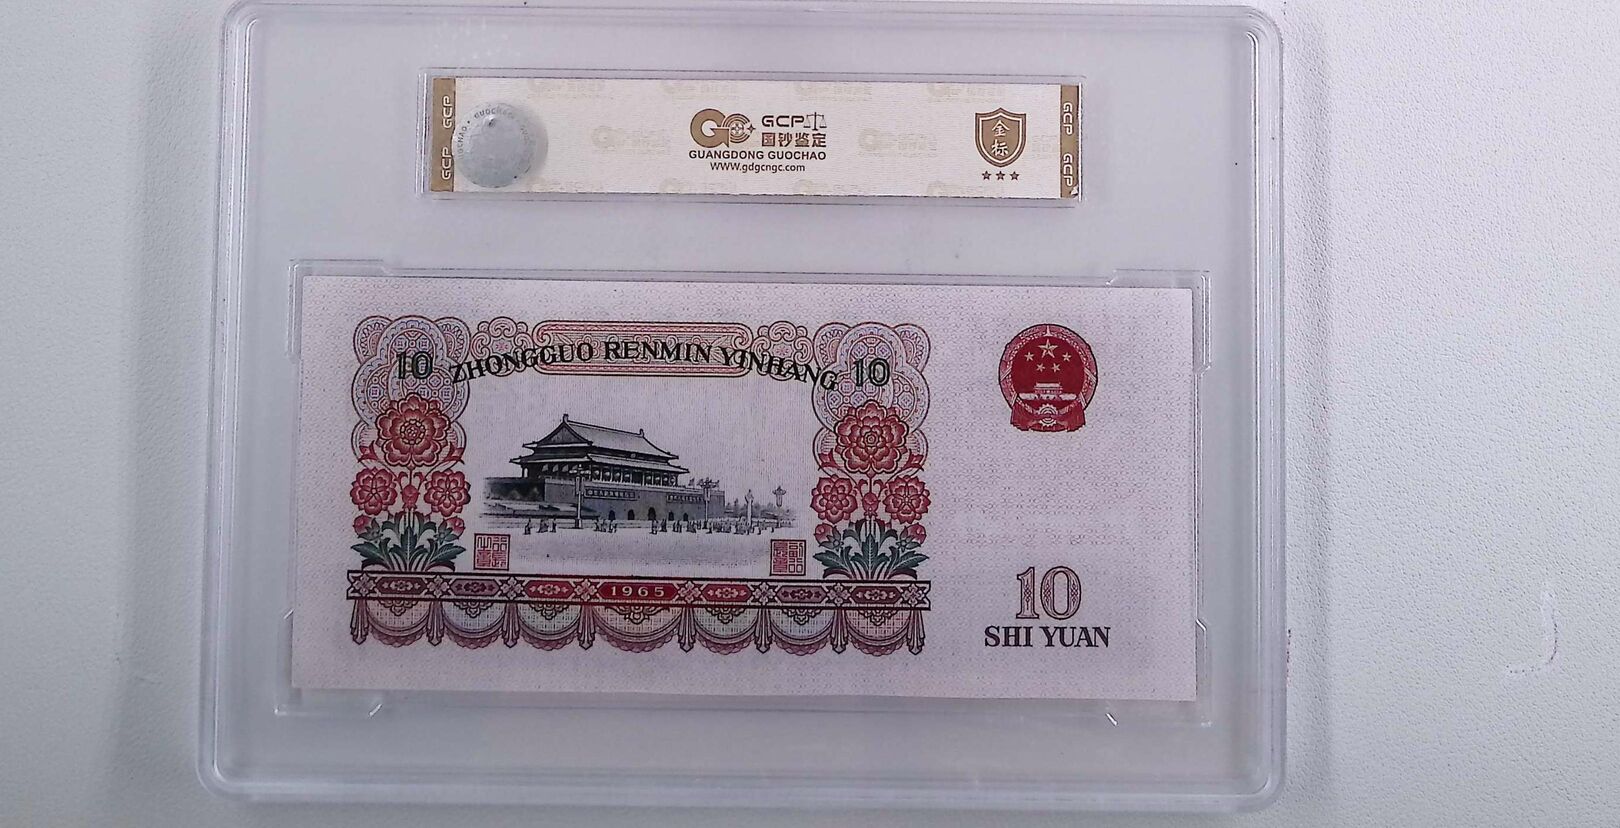 GCP
GCP
GCP
国钞鉴定
GUANGDONG GUOCHAO
WWW.gdgcngc.com
金
标
GCP
GCP
10 ZHONGGUO RENMIN YINHANG 10
1965
10
SHI YUAN